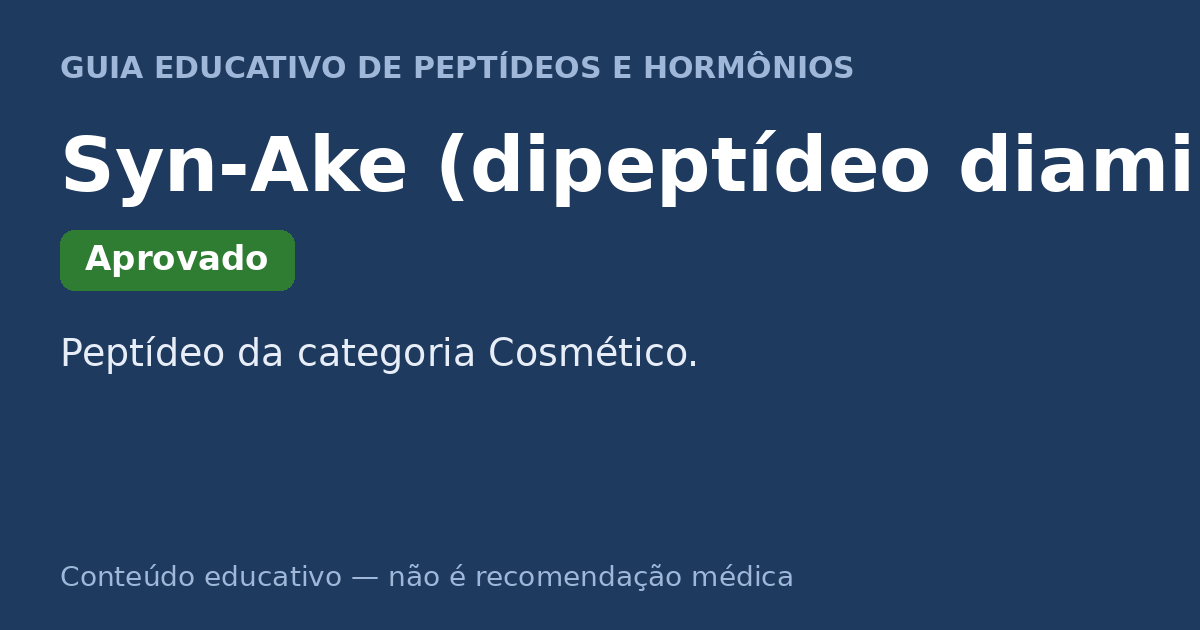 GUIA EDUCATIVO DE PEPTÍDEOS E HORMÔNIOS
Syn-Ake (dipeptídeo diami
Aprovado
Peptídeo da categoria Cosmético.
Conteúdo educativo — não é recomendação médica